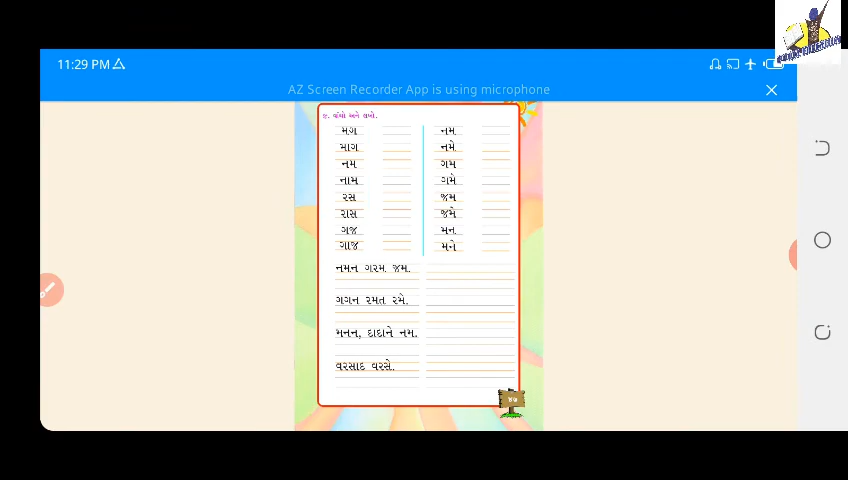 11:29 PM
AZ Screen Recorder App is using microphone
૪. વાંચો અને લખો.
મગ
માગ
નમ
નામ
રસ
રાસ
ગજ
ગાજ
નમ
નમે
ગમ
ગમે
જમ
જમે
મન
મને
નમન ગરમ જમ.
ગગન રમત રમે.
મનન, દાદાને નમ.
વરસાદ વરસે.